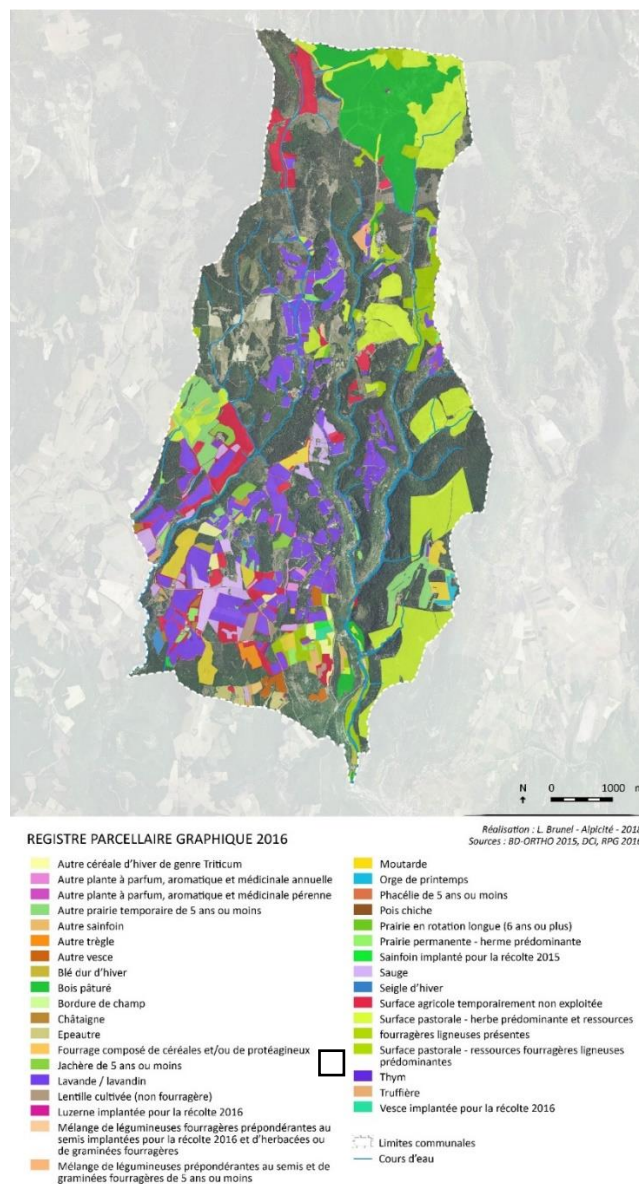 N
0
1000
m
REGISTRE PARCELLAIRE GRAPHIQUE 2016
Réalisation : L. Brunel - Alpicité - 2018
Sources : BD-ORTHO 2015, DCI, RPG 2016
Autre céréale d'hiver de genre Triticum
Autre plante à parfum, aromatique et médicinale annuelle
Autre plante à parfum, aromatique et médicinale pérenne
Autre prairie temporaire de 5 ans ou moins
Autre sainfoin
Autre trègle
Autre vesce
Blé dur d'hiver
Bois pâturé
Bordure de champ
Châtaigne
Epeautre
Fourrage composé de céréales et/ou de protéagineux
Jachère de 5 ans ou moins
Lavande / lavandin
Lentille cultivée (non fourragère)
Luzerne implantée pour la récolte 2016
Mélange de légumineuses fourragères prépondérantes au
semis implantées pour la récolte 2016 et d'herbacées ou
de graminées fourragères
Mélange de légumineuses prépondérantes au semis et de
graminées fourragères de 5 ans ou moins
Moutarde
Orge de printemps
Phacélie de 5 ans ou moins
Pois chiche
Prairie en rotation longue (6 ans ou plus)
Prairie permanente - herme prédominante
Sainfoin implanté pour la récolte 2015
Sauge
Seigle d'hiver
Surface agricole temporairement non exploitée
Surface pastorale - herbe prédominante et ressources
fourragères ligneuses présentes
Surface pastorale - ressources fourragères ligneuses
prédominantes
Thym
Truffière
Vesce implantée pour la récolte 2016
Limites communales
Cours d'eau